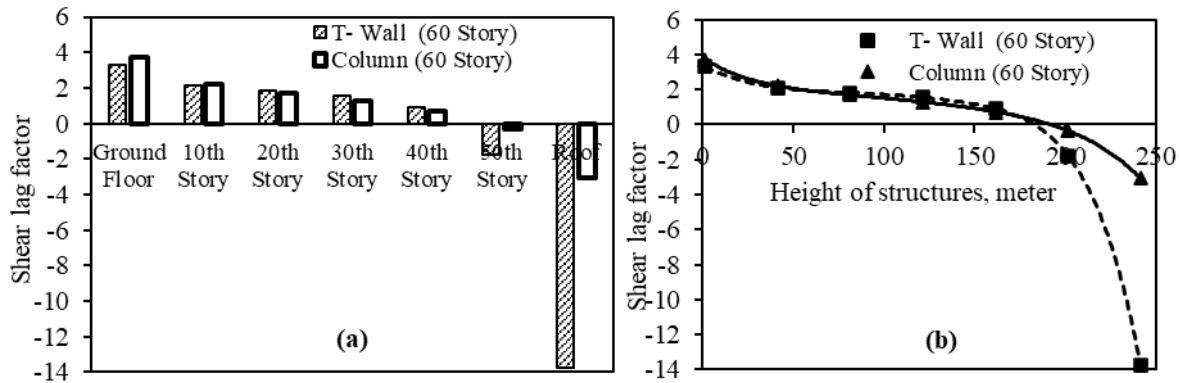 6
4
2
0
-2
-4
-6
-8
-10
-12
-14
Shear lag factor
T- Wall (60 Story)
Column (60 Story)
Ground Floor
10th Story
20th Story
30th Story
40th Story
50th Story
Roof
(a)
6
4
2
0
-2
-4
-6
-8
-10
-12
-14
Shear lag factor
T- Wall (60 Story)
Column (60 Story)
0 50 100 150 200 250
Height of structures, meter
(b)